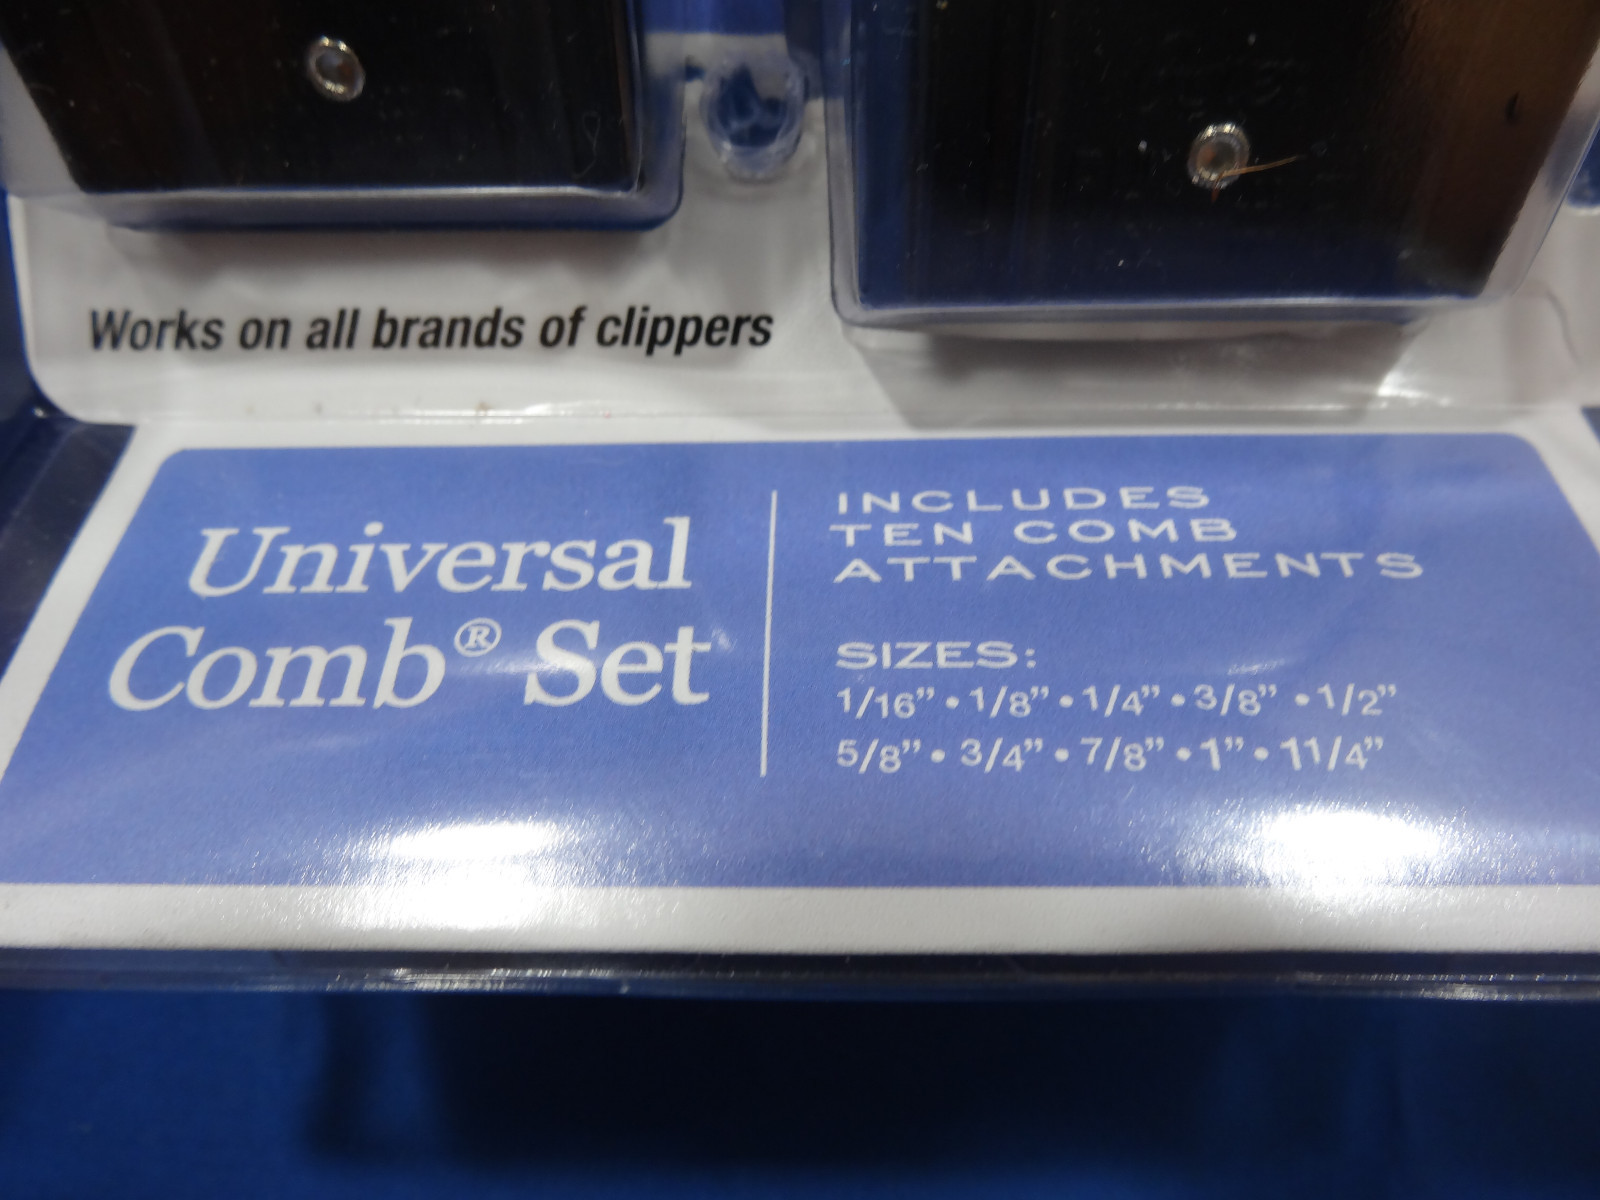 Works on all brands of clippers
Universal
Comb® Set
INCLUDES
TEN COMB
ATTACHMENTS
SIZES:
1/16” • 1/8” • 1/4” • 3/8” • 1/2”
5/8” • 3/4” • 7/8” • 1” • 11/4”